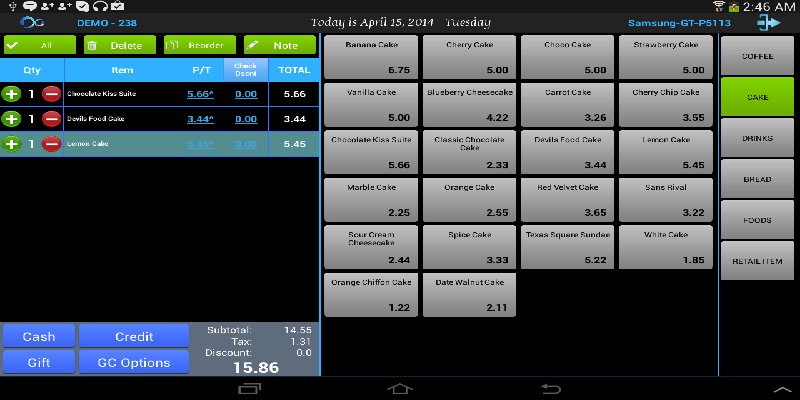 2:46 AM
DEMO - 238
Today is April 15, 2014 Tuesday
Samsung-GT-P5113
All
Delete
Reorder
Note
Qty Item P/T Check Dscnt TOTAL
1 Chocolate Kiss Suite 5.66^ 0.00 5.66
1 Devils Food Cake 3.44^ 0.00 3.44
1 Lemon Cake 5.45^ 0.00 5.45
Cash
Credit
Gift
GC Options
Subtotal: 14.55
Tax: 1.31
Discount: 0.0
15.86
Banana Cake
6.75
Cherry Cake
5.00
Choco Cake
5.00
Strawberry Cake
5.00
Vanilla Cake
5.00
Blueberry Cheesecake
4.22
Carrot Cake
3.26
Cherry Chip Cake
3.55
Chocolate Kiss Suite
5.66
Classic Chocolate
Cake
2.33
Devils Food Cake
3.44
Lemon Cake
5.45
Marble Cake
2.25
Orange Cake
2.55
Red Velvet Cake
3.65
Sans Rival
3.22
Sour Cream
Cheesecake
2.44
Spice Cake
3.33
Texas Square Sundae
5.22
White Cake
1.85
Orange Chiffon Cake
1.22
Date Walnut Cake
2.11
COFFEE
CAKE
DRINKS
BREAD
FOODS
RETAIL ITEM